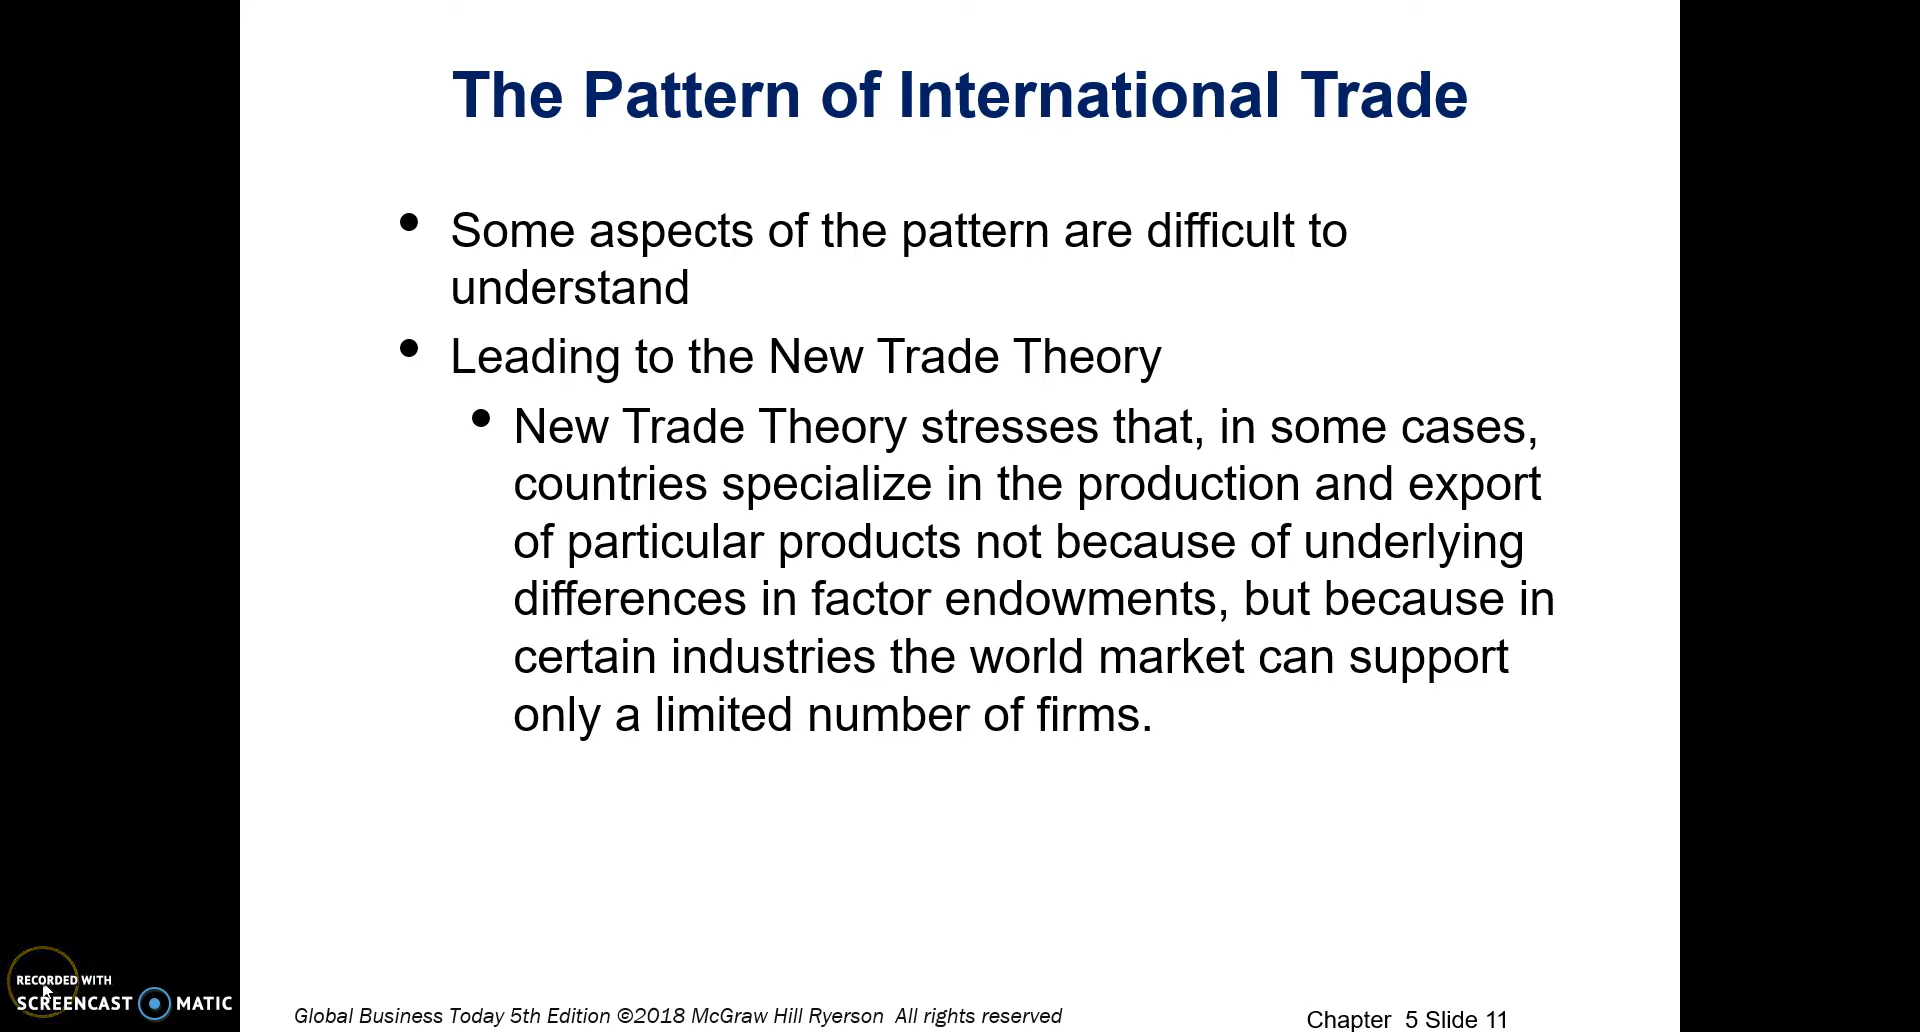 The Pattern of International Trade
• Some aspects of the pattern are difficult to
understand
• Leading to the New Trade Theory
• New Trade Theory stresses that, in some cases,
countries specialize in the production and export
of particular products not because of underlying
differences in factor endowments, but because in
certain industries the world market can support
only a limited number of firms.
RECORDED WITH
SCREENCAST MATIC
Global Business Today 5th Edition ©2018 McGraw Hill Ryerson All rights reserved
Chapter 5 Slide 11